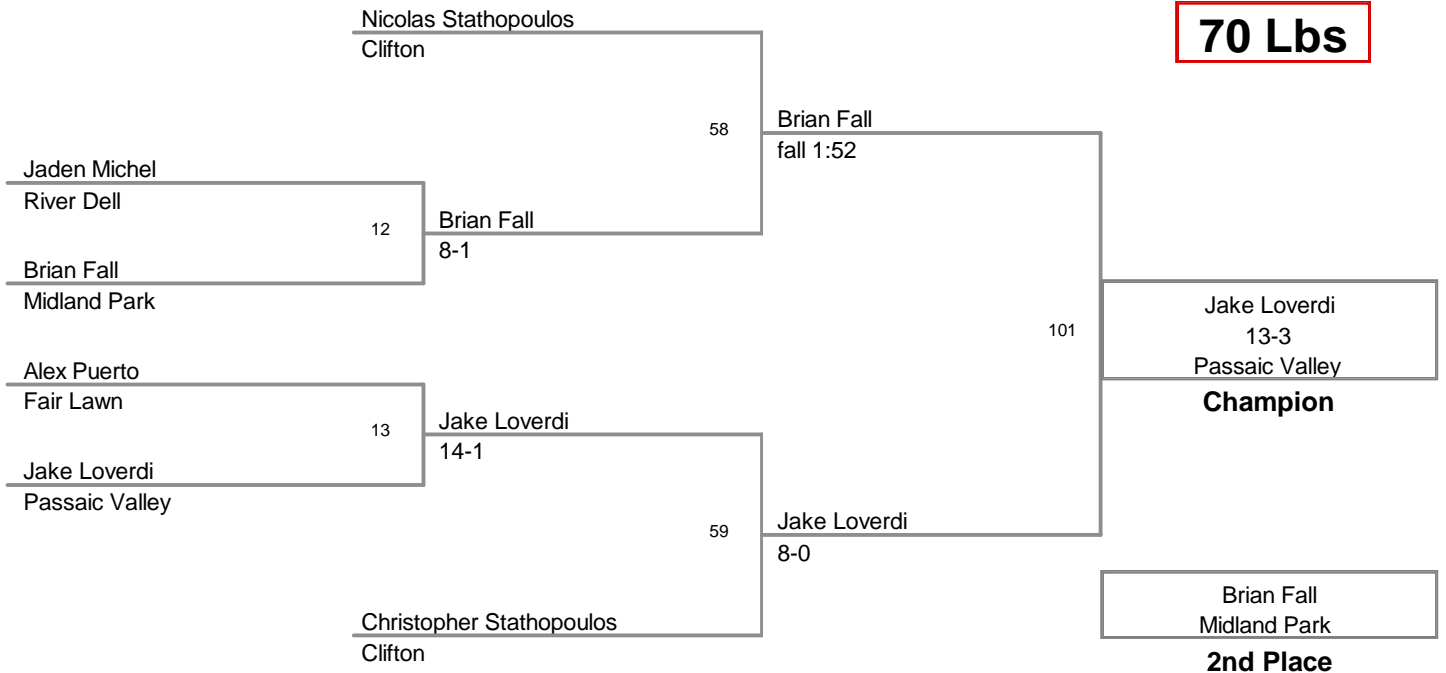 Nicolas Stathopoulos
Clifton
70 Lbs
58
Brian Fall
fall 1:52
Jaden Michel
River Dell
12
Brian Fall
8-1
Brian Fall
Midland Park
101
Jake Loverdi
13-3
Passaic Valley
Champion
Alex Puerto
Fair Lawn
13
Jake Loverdi
14-1
Jake Loverdi
Passaic Valley
59
Jake Loverdi
8-0
Christopher Stathopoulos
Clifton
Brian Fall
Midland Park
2nd Place